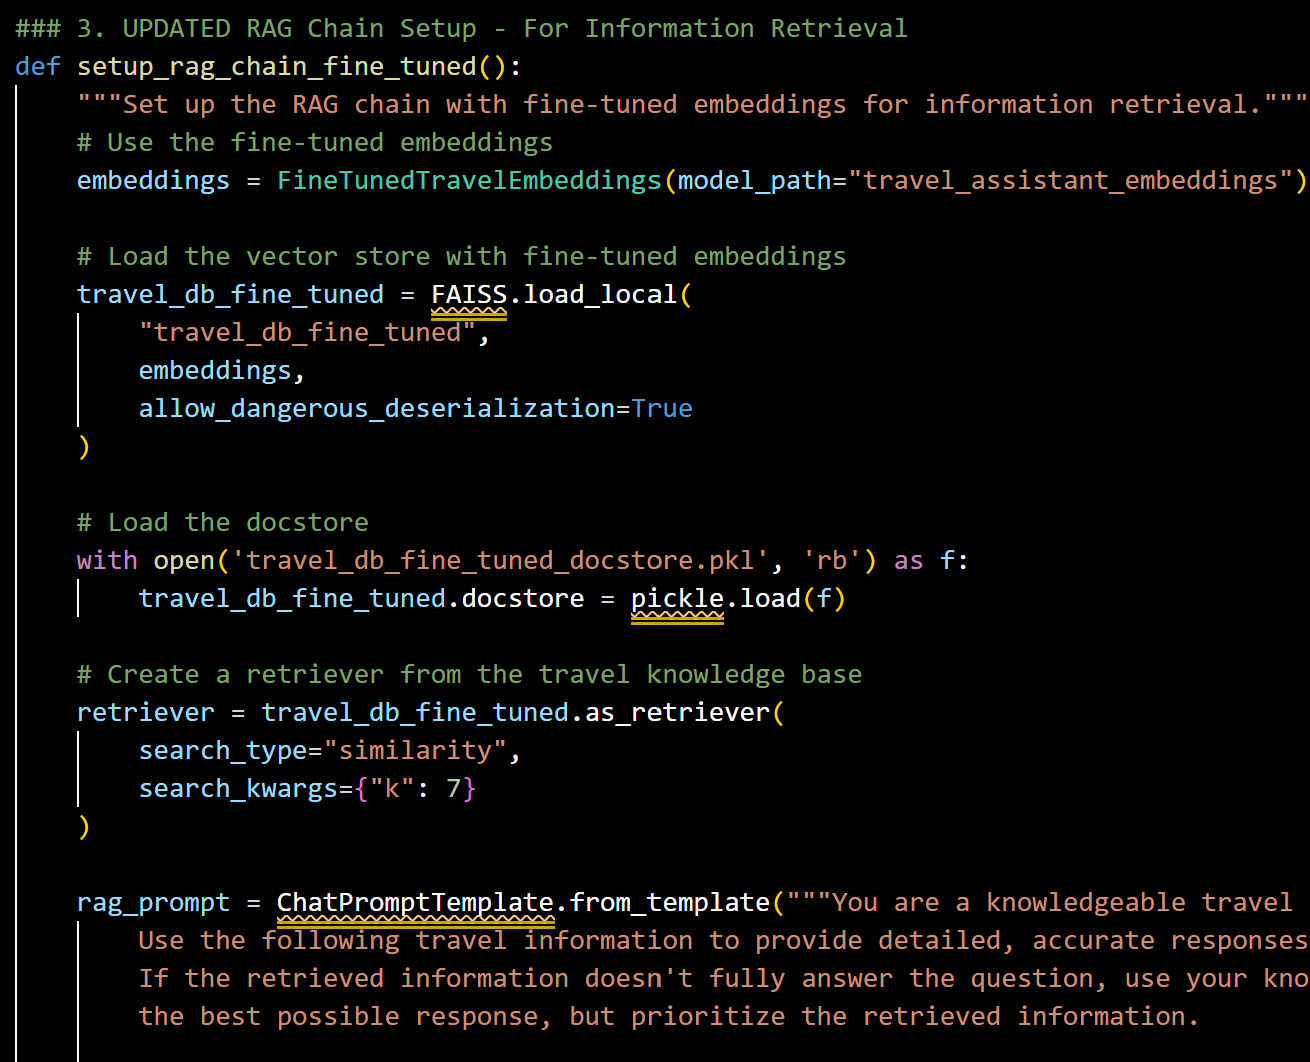 ### 3. UPDATED RAG Chain Setup - For Information Retrieval
def setup_rag_chain_fine_tuned():
    """Set up the RAG chain with fine-tuned embeddings for information retrieval."""
    # Use the fine-tuned embeddings
    embeddings = FineTunedTravelEmbeddings(model_path="travel_assistant_embeddings")

    # Load the vector store with fine-tuned embeddings
    travel_db_fine_tuned = FAISS.load_local(
        "travel_db_fine_tuned",
        embeddings,
        allow_dangerous_deserialization=True
    )

    # Load the docstore
    with open('travel_db_fine_tuned_docstore.pkl', 'rb') as f:
        travel_db_fine_tuned.docstore = pickle.load(f)

    # Create a retriever from the travel knowledge base
    retriever = travel_db_fine_tuned.as_retriever(
        search_type="similarity",
        search_kwargs={"k": 7}
    )

    rag_prompt = ChatPromptTemplate.from_template("""You are a knowledgeable travel
        Use the following travel information to provide detailed, accurate responses
        If the retrieved information doesn't fully answer the question, use your kno
        the best possible response, but prioritize the retrieved information.